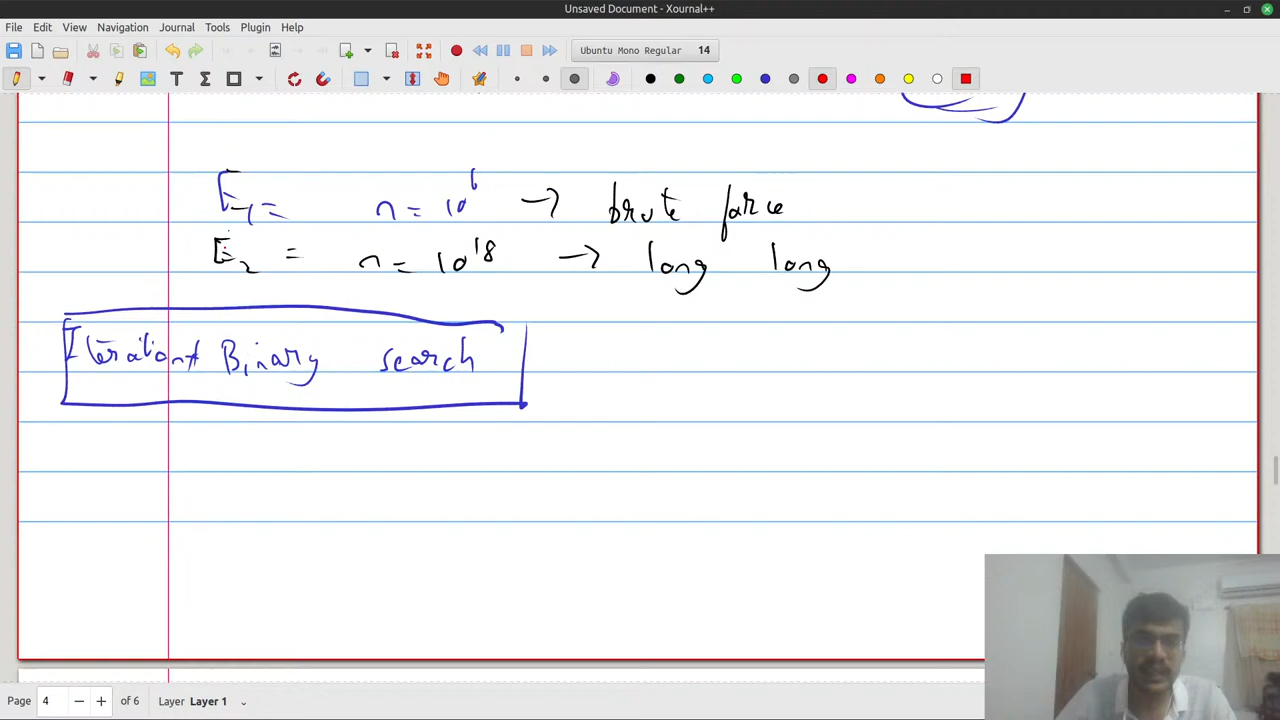 Unsaved Document - Xournal++
File Edit View Navigation Journal Tools Plugin Help
Ubuntu Mono Regular 14
E1 = n = 10^6 → brute force
E2 = n = 10^18 → long long
Iteration+ Binary search
Page 4 of 6 Layer Layer 1